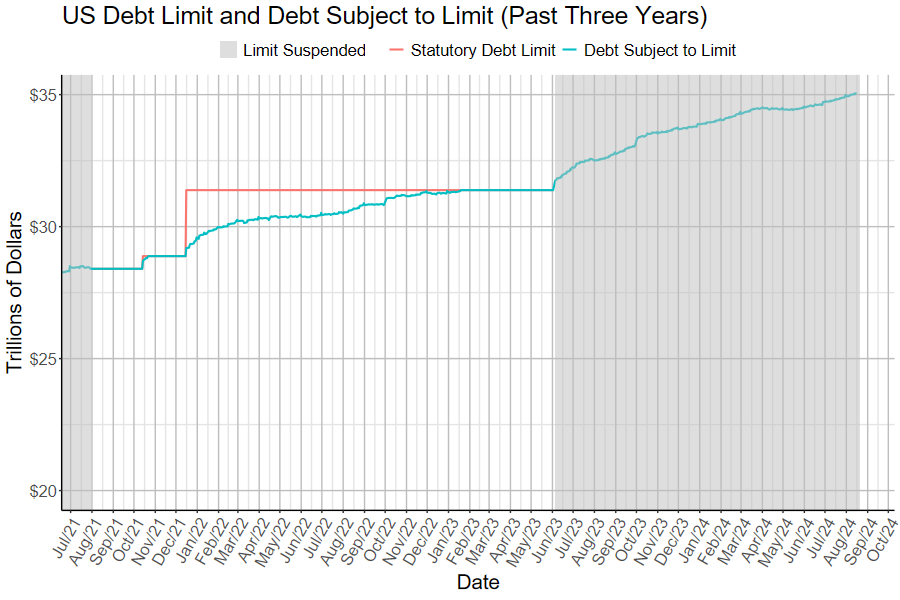 US Debt Limit and Debt Subject to Limit (Past Three Years)
Limit Suspended Statutory Debt Limit Debt Subject to Limit
$35
$30
$25
$20
Trillions of Dollars
Jul/21 Aug/21 Sep/21 Oct/21 Nov/21 Dec/21 Jan/22 Feb/22 Mar/22 Apr/22 May/22 Jun/22 Jul/22 Aug/22 Sep/22 Oct/22 Nov/22 Dec/22 Jan/23 Feb/23 Mar/23 Apr/23 May/23 Jun/23 Jul/23 Aug/23 Sep/23 Oct/23 Nov/23 Dec/23 Jan/24 Feb/24 Mar/24 Apr/24 May/24 Jun/24 Jul/24 Aug/24 Sep/24 Oct/24
Date